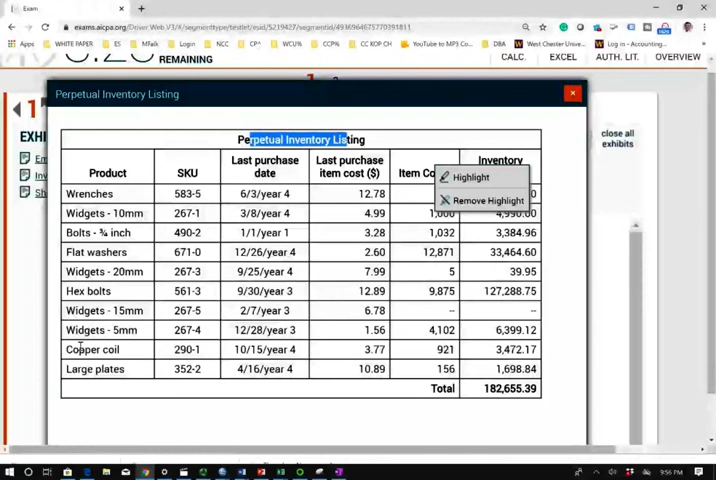 Exam
exams.aicpa.org/Driver.Web.V3/#/segmenttype/testlet/esid/5219427/segmentid/4936964617770391811
Apps WHITE PAPER ES MFalk Login NCC CP^ WCU% CCP% CC KOP CH YouTube to MP3 Co... DBA West Chester Unive... Log in ‹ Accounting...
REMAINING CALC. EXCEL AUTH. LIT. OVERVIEW
1
Perpetual Inventory Listing
EXHI
close all
exhibits
Em
Inv
Sh
Perpetual Inventory Listing
Product SKU Last purchase date Last purchase item cost ($) Item Co Inventory
Highlight
Remove Highlight
Wrenches 583-5 6/3/year 4 12.78 0
Widgets - 10mm 267-1 3/8/year 4 4.99 1,000 4,990.00
Bolts - ¾ inch 490-2 1/1/year 1 3.28 1,032 3,384.96
Flat washers 671-0 12/26/year 4 2.60 12,871 33,464.60
Widgets - 20mm 267-3 9/25/year 4 7.99 5 39.95
Hex bolts 561-3 9/30/year 3 12.89 9,875 127,288.75
Widgets - 15mm 267-5 2/7/year 3 6.78 -- --
Widgets - 5mm 267-4 12/28/year 3 1.56 4,102 6,399.12
Copper coil 290-1 10/15/year 4 3.77 921 3,472.17
Large plates 352-2 4/16/year 4 10.89 156 1,698.84
Total 182,655.39
9:56 PM